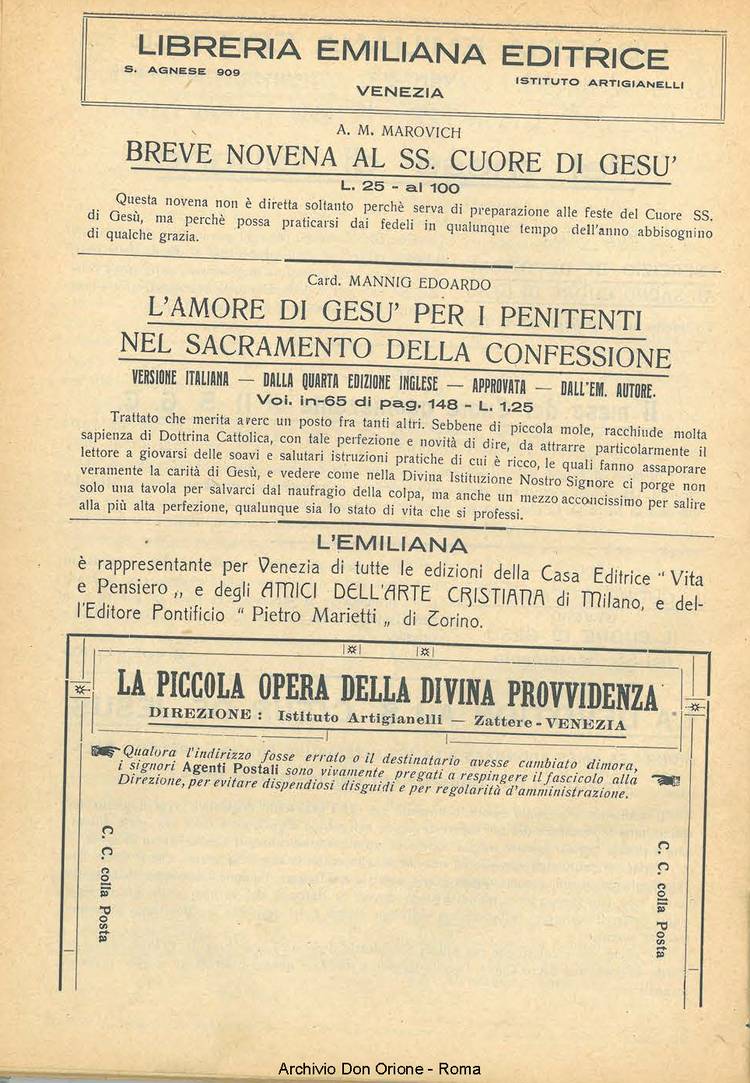 LIBRERIA EMILIANA EDITRICE
S. AGNESE 909
ISTITUTO ARTIGIANELLI
VENEZIA
A. M. MAROVICH
BREVE NOVENA AL SS. CUORE DI GESU'
L. 25 - al 100
Questa novena non è diretta soltanto perchè serva di preparazione alle feste del Cuore SS.
di Gesù, ma perchè possa praticarsi dai fedeli in qualunque tempo dell'anno abbisognino
di qualche grazia.
Card. MANNIG EDOARDO
L'AMORE DI GESU' PER I PENITENTI
NEL SACRAMENTO DELLA CONFESSIONE
VERSIONE ITALIANA — DALLA QUARTA EDIZIONE INGLESE — APPROVATA — DALL'EM. AUTORE.
Voi. in-65 di pag. 148 - L. 1.25
Trattato che merita avere un posto fra tanti altri. Sebbene di piccola mole, racchiude molta
sapienza di Dottrina Cattolica, con tale perfezione e novità di dire, da attrarre particolarmente il
lettore a giovarsi delle soavi e salutari istruzioni pratiche di cui è ricco, le quali fanno assaporare
veramente la carità di Gesù, e vedere come nella Divina Istituzione Nostro Signore ci porge non
solo una tavola per salvarci dal naufragio della colpa, ma anche un mezzo acconcissimo per salire
alla più alta perfezione, qualunque sia lo stato di vita che si professi.
L'EMILIANA
è rappresentante per Venezia di tutte le edizioni della Casa Editrice " Vita
e Pensiero „ e degli AMICI DELL'ARTE CRISTIANA di Milano, e del-
l'Editore Pontificio " Pietro Marietti „ di Torino.
LA PICCOLA OPERA DELLA DIVINA PROVVIDENZA
DIREZIONE : Istituto Artigianelli — Zattere - VENEZIA
Qualora l'indirizzo fosse errato o il destinatario avesse cambiato dimora,
i signori Agenti Postali sono vivamente pregati a respingere il fascicolo alla
Direzione, per evitare dispendiosi disguidi e per regolarità d'amministrazione.
C. C. colla Posta
C. C. colla Posta
Archivio Don Orione - Roma